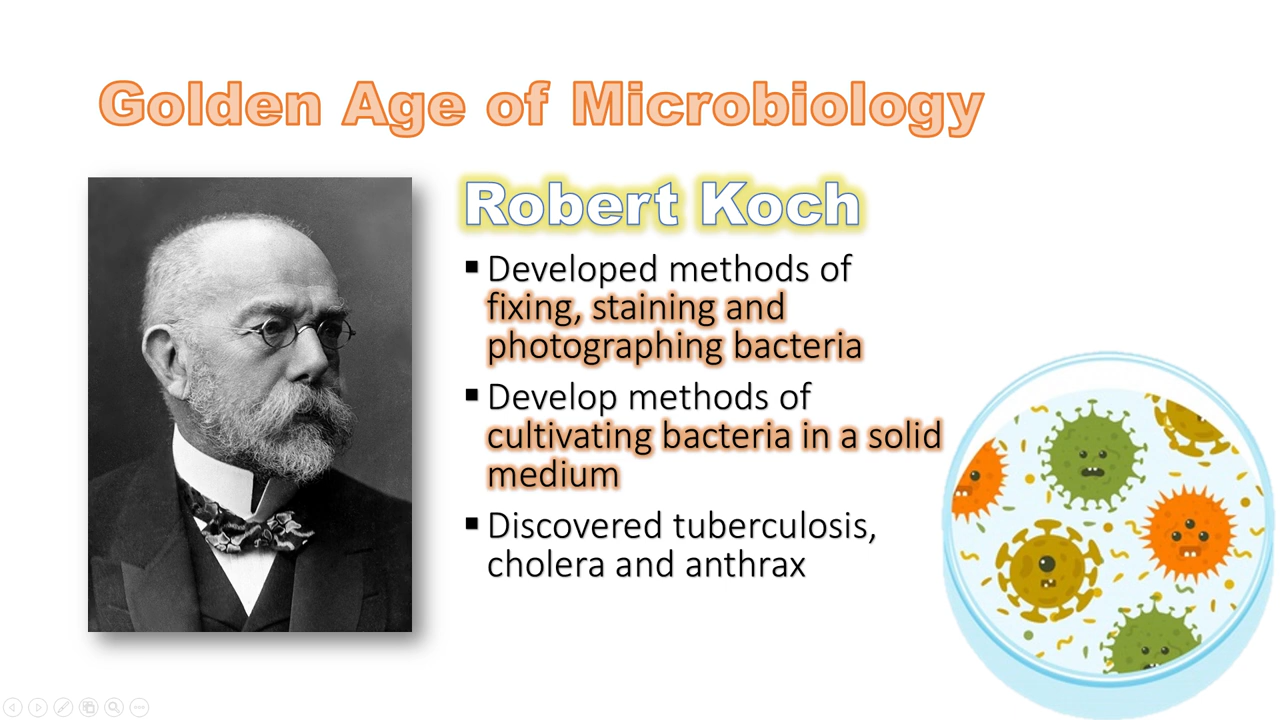 Golden Age of Microbiology
Robert Koch
▪ Developed methods of
fixing, staining and
photographing bacteria
▪ Develop methods of
cultivating bacteria in a solid
medium
▪ Discovered tuberculosis,
cholera and anthrax